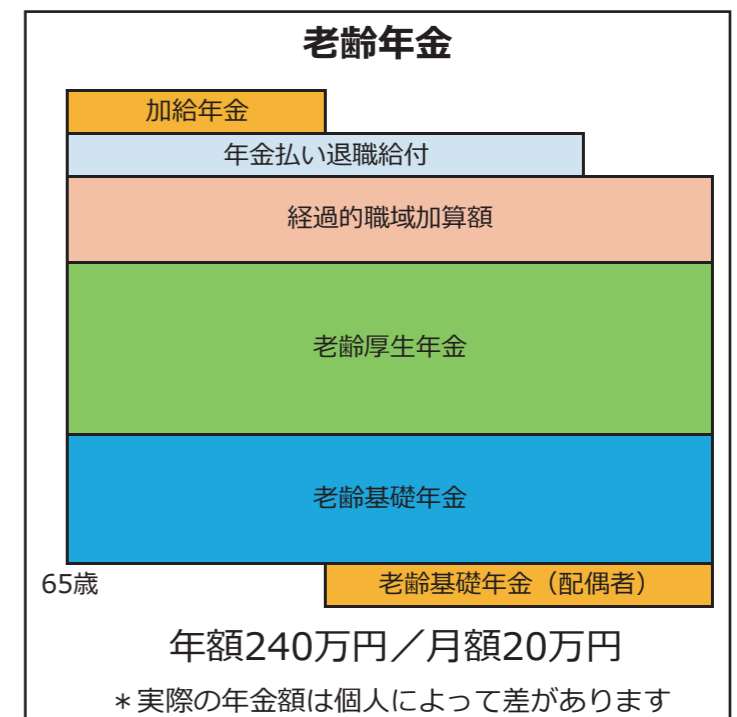 老齢年金
加給年金
年金払い退職給付
経過的職域加算額
老齢厚生年金
老齢基礎年金
65歳
老齢基礎年金（配偶者）
年額240万円／月額20万円
＊実際の年金額は個人によって差があります